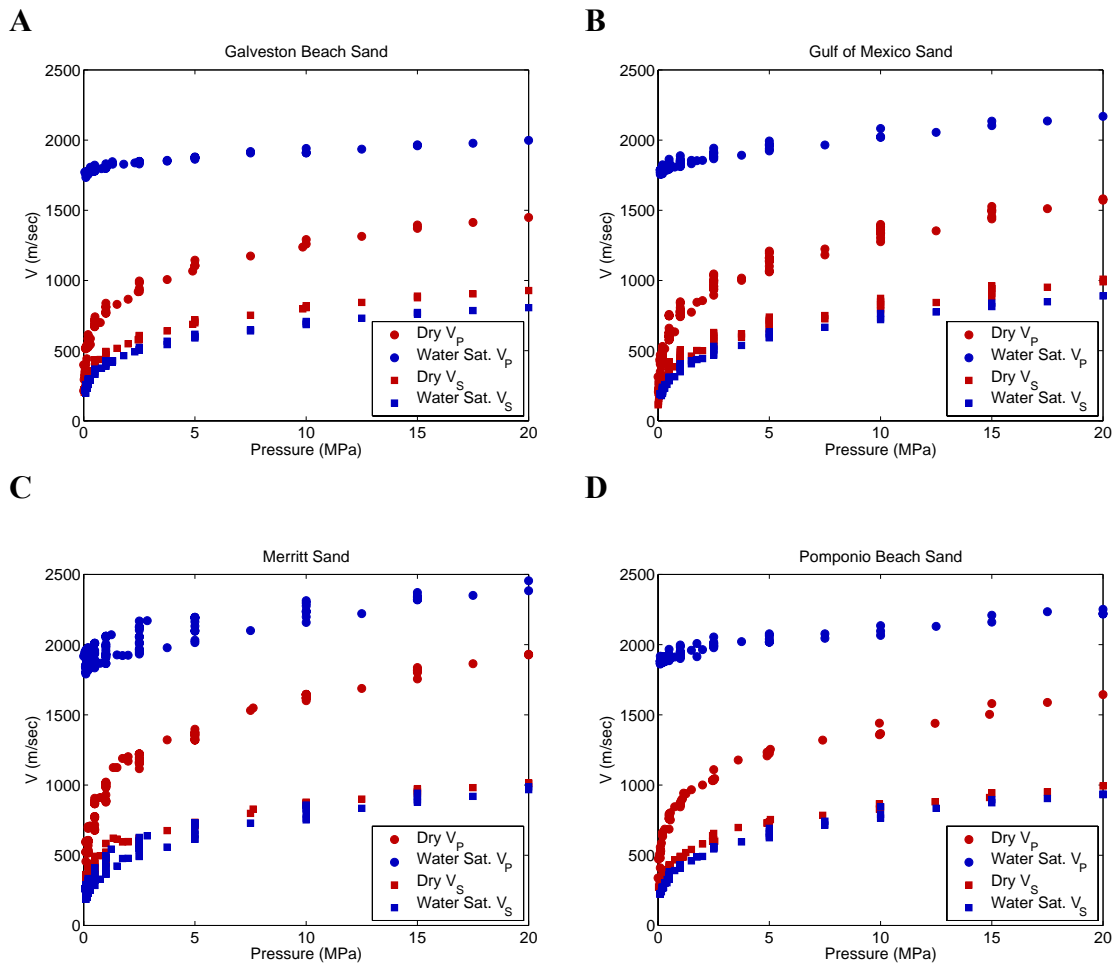 A
Galveston Beach Sand
2500
2000
1500
1000
500
0
V (m/sec)
0 5 10 15 20
Pressure (MPa)
Dry V_P
Water Sat. V_P
Dry V_S
Water Sat. V_S
B
Gulf of Mexico Sand
2500
2000
1500
1000
500
0
V (m/sec)
0 5 10 15 20
Pressure (MPa)
Dry V_P
Water Sat. V_P
Dry V_S
Water Sat. V_S
C
Merritt Sand
2500
2000
1500
1000
500
0
V (m/sec)
0 5 10 15 20
Pressure (MPa)
Dry V_P
Water Sat. V_P
Dry V_S
Water Sat. V_S
D
Pomponio Beach Sand
2500
2000
1500
1000
500
0
V (m/sec)
0 5 10 15 20
Pressure (MPa)
Dry V_P
Water Sat. V_P
Dry V_S
Water Sat. V_S